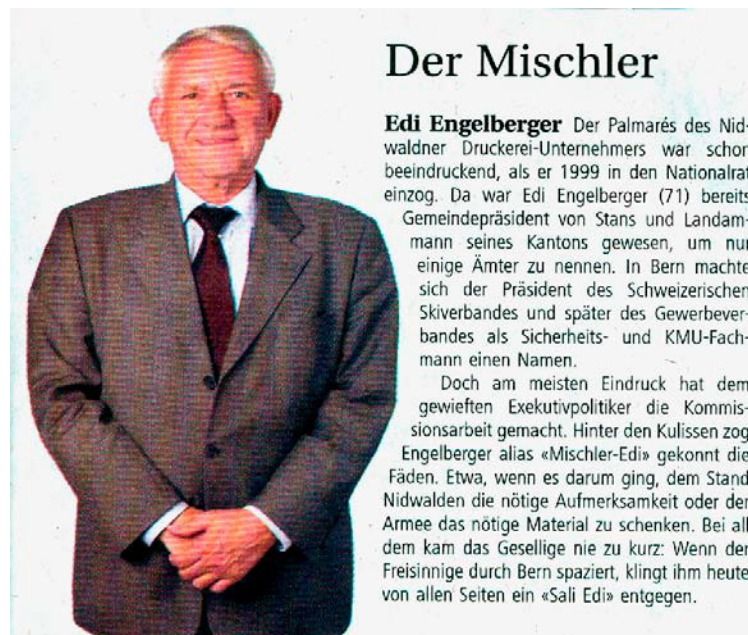 Der Mischler
Edi Engelberger Der Palmarés des Nid-
waldner Druckerei-Unternehmers war schon
beeindruckend, als er 1999 in den Nationalrat
einzog. Da war Edi Engelberger (71) bereits
Gemeindepräsident von Stans und Landam-
mann seines Kantons gewesen, um nur
einige Ämter zu nennen. In Bern machte
sich der Präsident des Schweizerischen
Skiverbandes und später des Gewerbever-
bandes als Sicherheits- und KMU-Fach-
mann einen Namen.
Doch am meisten Eindruck hat dem
gewieften Exekutivpolitiker die Kommis-
sionsarbeit gemacht. Hinter den Kulissen zog
Engelberger alias «Mischler-Edi» gekonnt die
Fäden. Etwa, wenn es darum ging, dem Stand
Nidwalden die nötige Aufmerksamkeit oder der
Armee das nötige Material zu schenken. Bei all
dem kam das Gesellige nie zu kurz: Wenn der
Freisinnige durch Bern spaziert, klingt ihm heute
von allen Seiten ein «Sali Edi» entgegen.